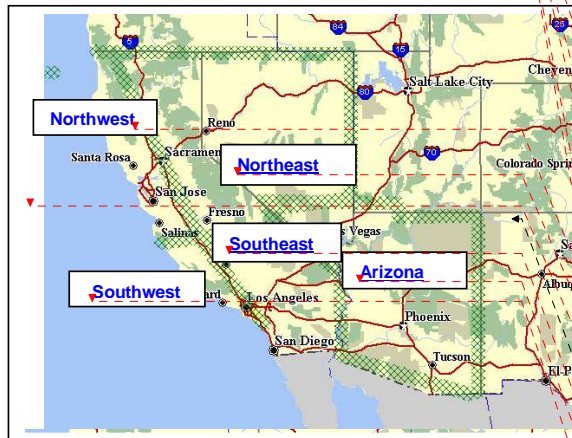 5
84
15
25
Salt Lake City
Cheyen
80
Northwest
Reno
Sacramen
70
Santa Rosa
Northeast
Colorado Sprin
San Jose
Fresno
Salinas
Southeast
s Vegas
Arizona
Sa
Southwest
ard
Los Angeles
Albuq
Phoenix
San Diego
Tucson
El P